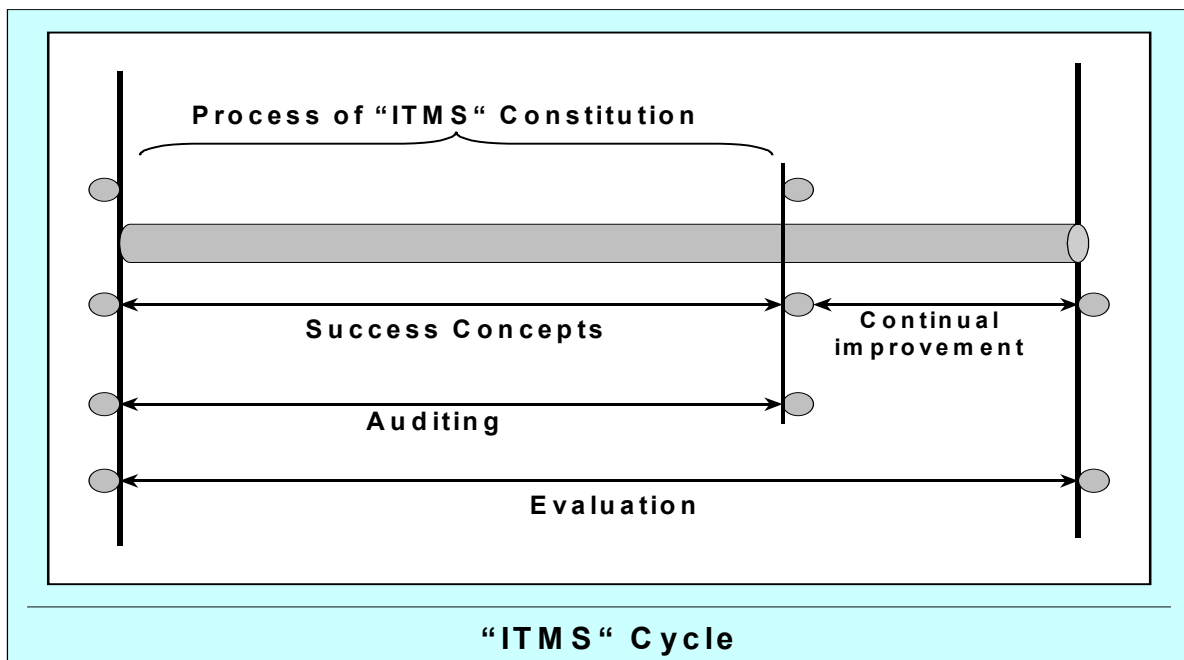 Process of “ITMS“ Constitution
Success Concepts
Continual
improvement
Auditing
Evaluation
“ITMS“ Cycle